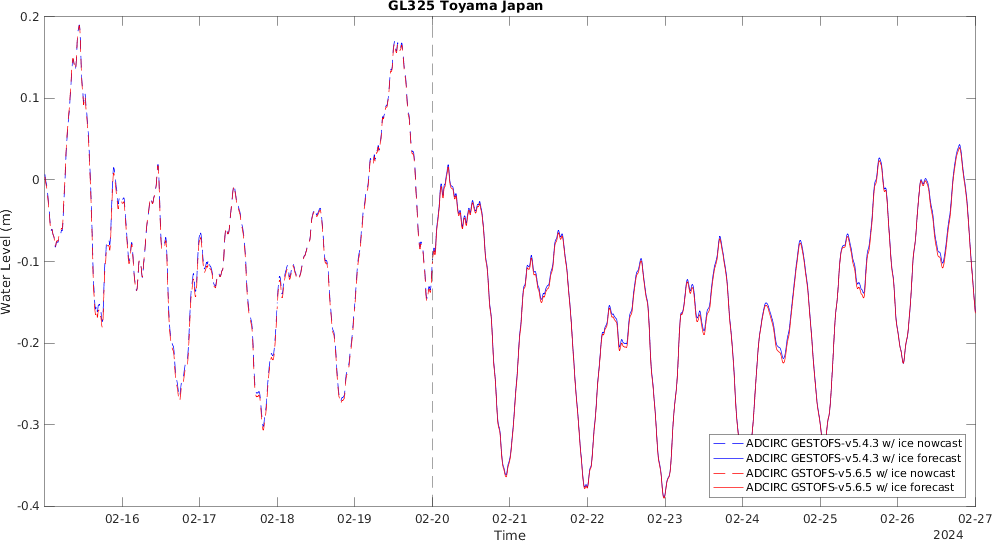 GL325 Toyama Japan
0.2
0.1
0
-0.1
-0.2
-0.3
-0.4
Water Level (m)
ADCIRC GESTOFS-v5.4.3 w/ ice nowcast
ADCIRC GESTOFS-v5.4.3 w/ ice forecast
ADCIRC GSTOFS-v5.6.5 w/ ice nowcast
ADCIRC GSTOFS-v5.6.5 w/ ice forecast
02-16 02-17 02-18 02-19 02-20 02-21 02-22 02-23 02-24 02-25 02-26 02-27
Time
2024